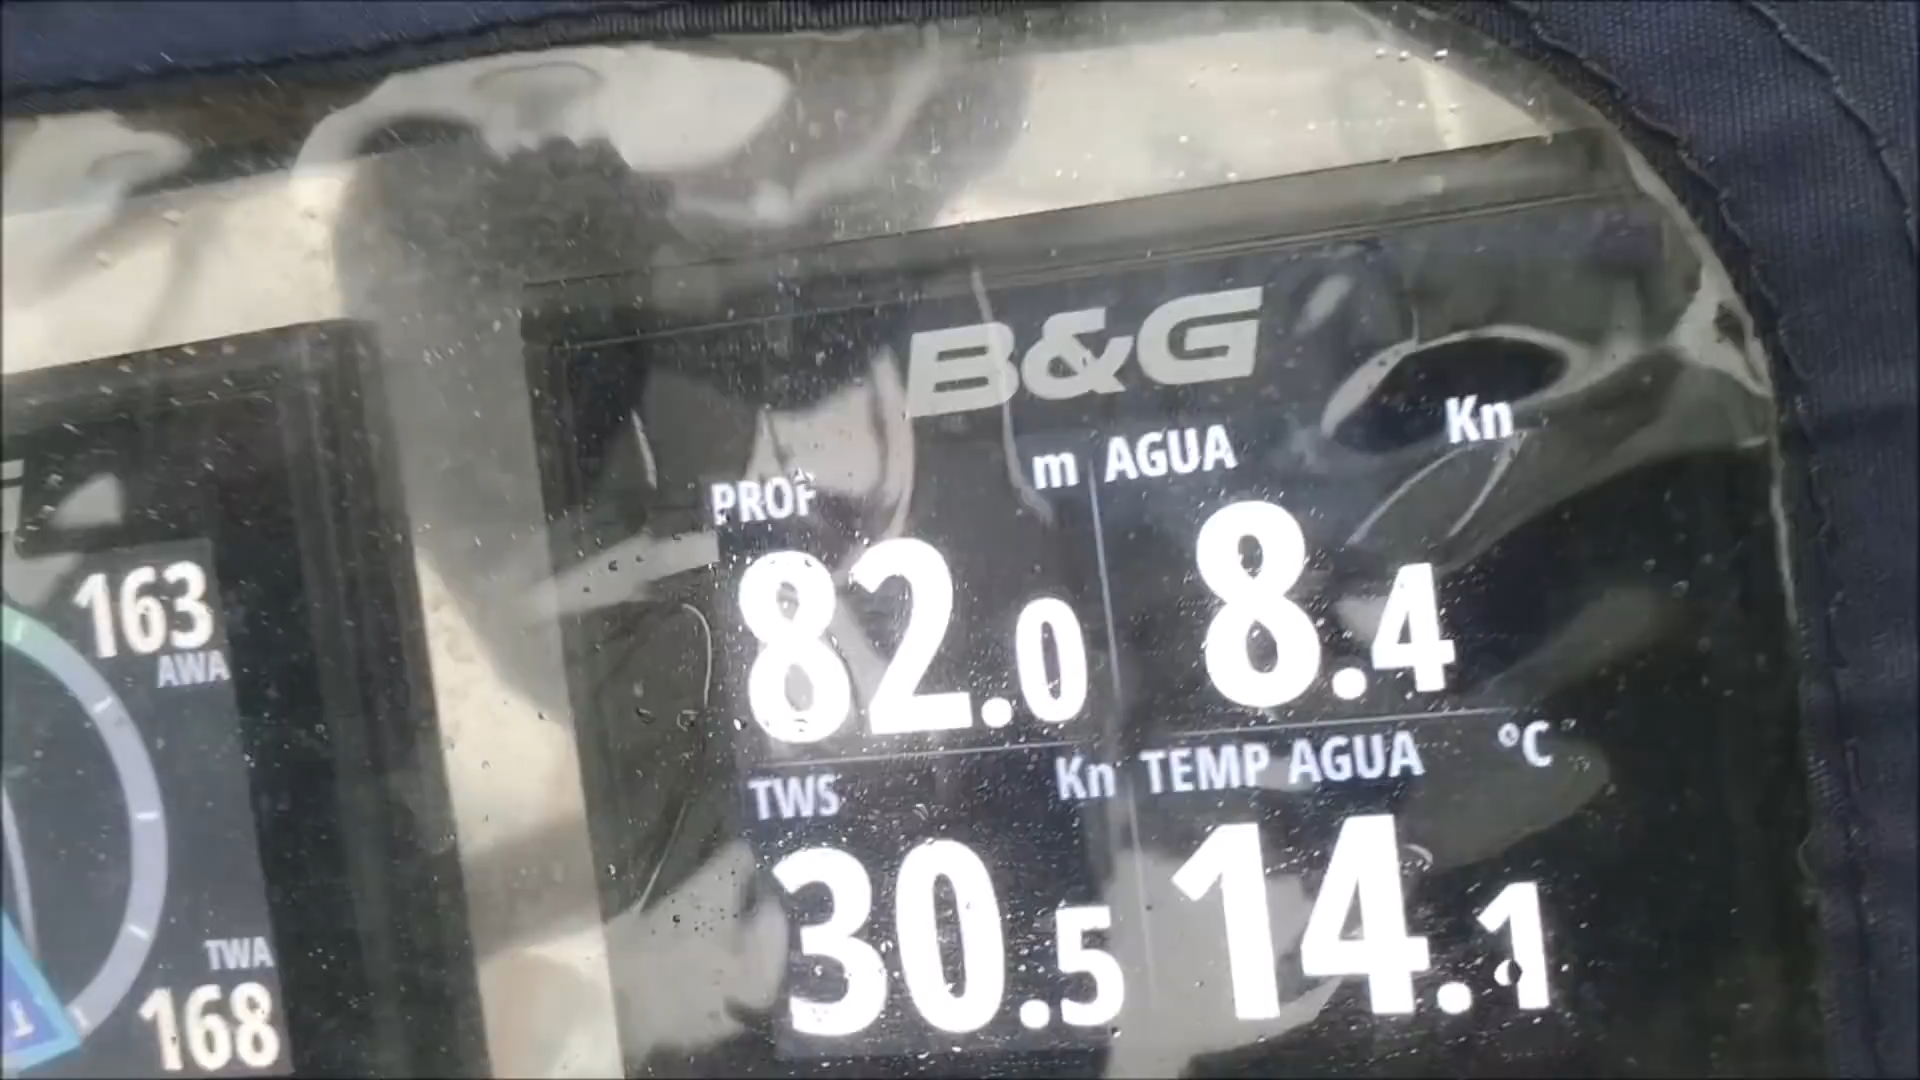 B&G
PROF m
82.0
AGUA Kn
8.4
TWS Kn
30.5
TEMP AGUA °C
14.1
163
AWA
TWA
168